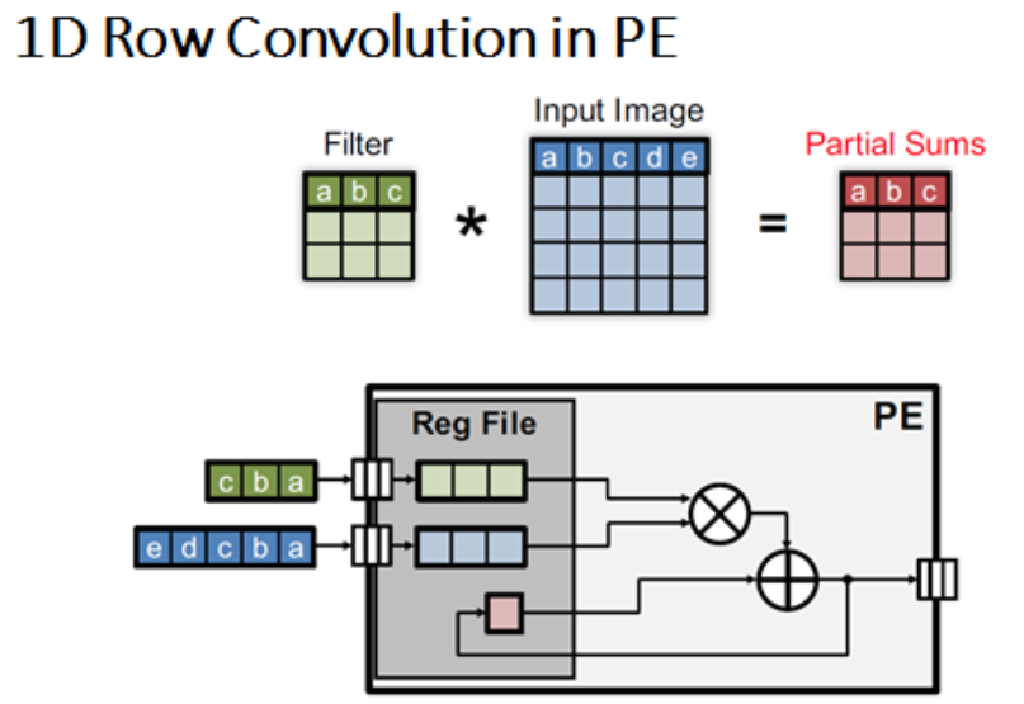 1D Row Convolution in PE
Input Image
Filter
Partial Sums
a b c d e
a b c
a b c
*
=
Reg File
PE
c b a
e d c b a